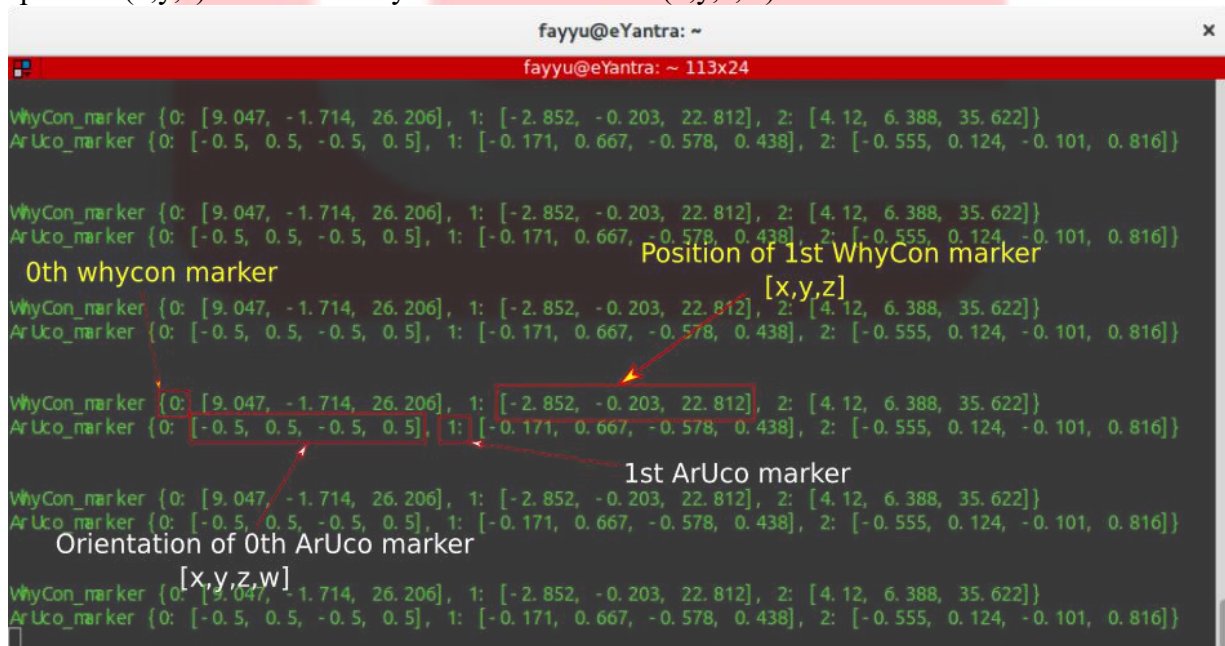 fayyu@eYantra: ~
fayyu@eYantra: ~ 113x24
WhyCon_marker {0: [9.047, -1.714, 26.206], 1: [-2.852, -0.203, 22.812], 2: [4.12, 6.388, 35.622]}
ArUco_marker {0: [-0.5, 0.5, -0.5, 0.5], 1: [-0.171, 0.667, -0.578, 0.438], 2: [-0.555, 0.124, -0.101, 0.816]}
WhyCon_marker {0: [9.047, -1.714, 26.206], 1: [-2.852, -0.203, 22.812], 2: [4.12, 6.388, 35.622]}
ArUco_marker {0: [-0.5, 0.5, -0.5, 0.5], 1: [-0.171, 0.667, -0.578, 0.438], 2: [-0.555, 0.124, -0.101, 0.816]}
Position of 1st WhyCon marker
0th whycon marker
[x,y,z]
WhyCon_marker {0: [9.047, -1.714, 26.206], 1: [-2.852, -0.203, 22.812], 2: [4.12, 6.388, 35.622]}
ArUco_marker {0: [-0.5, 0.5, -0.5, 0.5], 1: [-0.171, 0.667, -0.578, 0.438], 2: [-0.555, 0.124, -0.101, 0.816]}
WhyCon_marker {0: [9.047, -1.714, 26.206], 1: [-2.852, -0.203, 22.812], 2: [4.12, 6.388, 35.622]}
ArUco_marker {0: [-0.5, 0.5, -0.5, 0.5], 1: [-0.171, 0.667, -0.578, 0.438], 2: [-0.555, 0.124, -0.101, 0.816]}
1st ArUco marker
WhyCon_marker {0: [9.047, -1.714, 26.206], 1: [-2.852, -0.203, 22.812], 2: [4.12, 6.388, 35.622]}
ArUco_marker {0: [-0.5, 0.5, -0.5, 0.5], 1: [-0.171, 0.667, -0.578, 0.438], 2: [-0.555, 0.124, -0.101, 0.816]}
Orientation of 0th ArUco marker
[x,y,z,w]
WhyCon_marker {0: [9.047, -1.714, 26.206], 1: [-2.852, -0.203, 22.812], 2: [4.12, 6.388, 35.622]}
ArUco_marker {0: [-0.5, 0.5, -0.5, 0.5], 1: [-0.171, 0.667, -0.578, 0.438], 2: [-0.555, 0.124, -0.101, 0.816]}